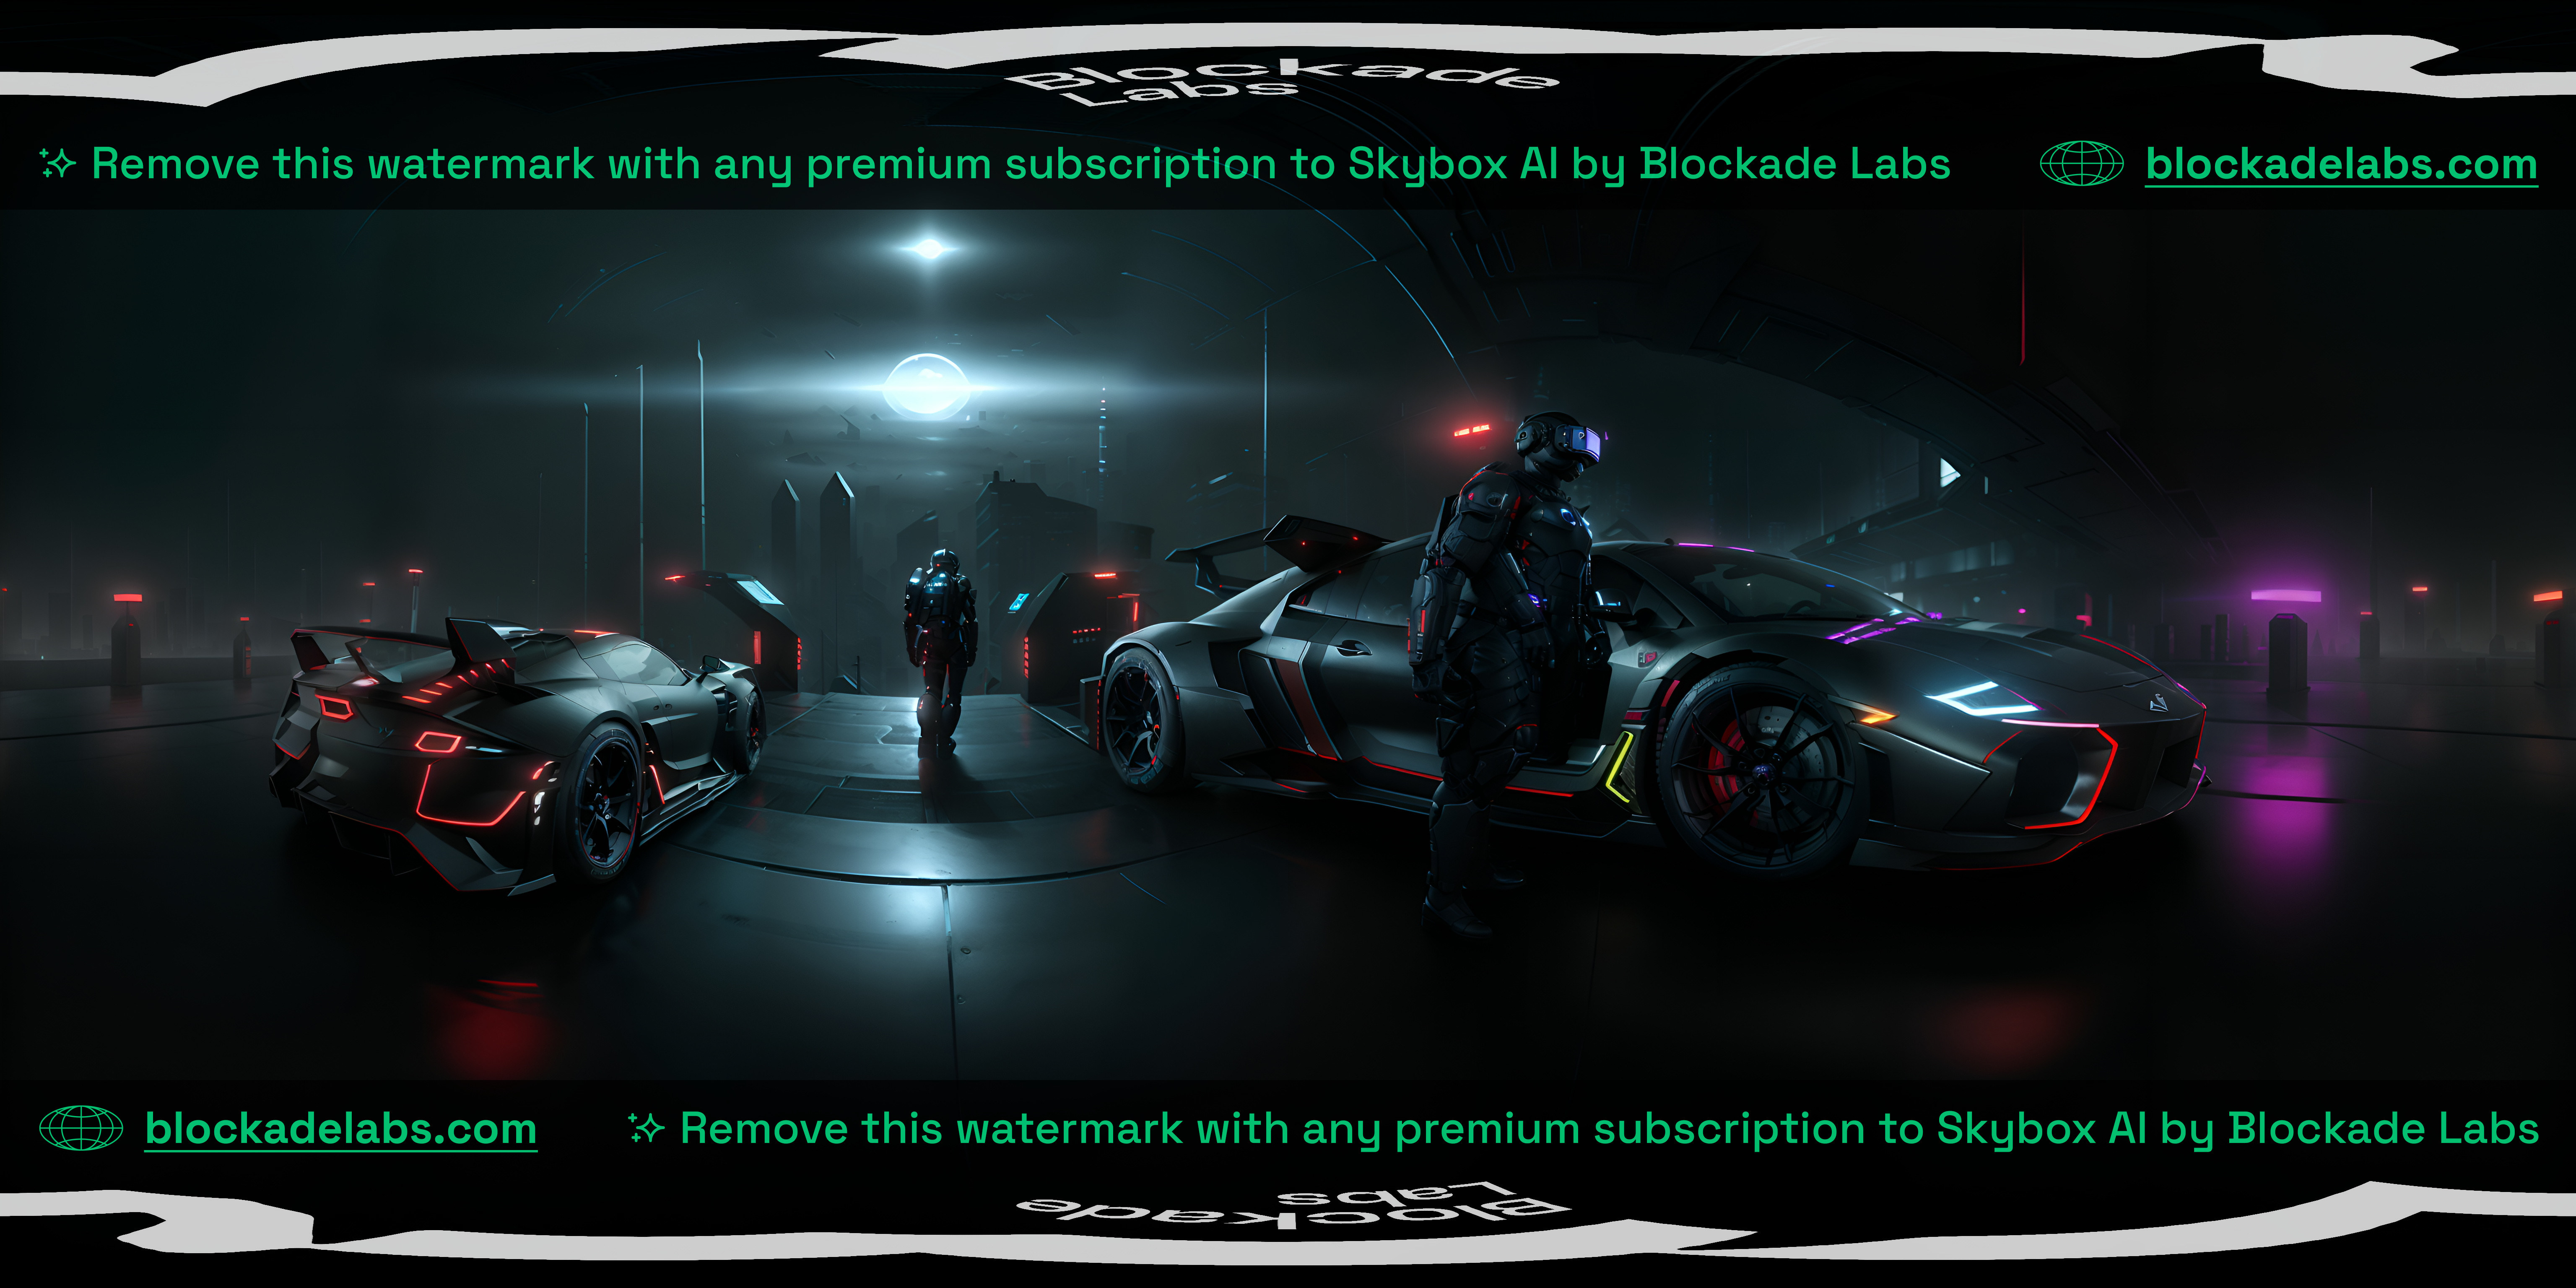 Blockade
Labs
Remove this watermark with any premium subscription to Skybox AI by Blockade Labs
blockadelabs.com
blockadelabs.com
Remove this watermark with any premium subscription to Skybox AI by Blockade Labs
Labs
Blockade